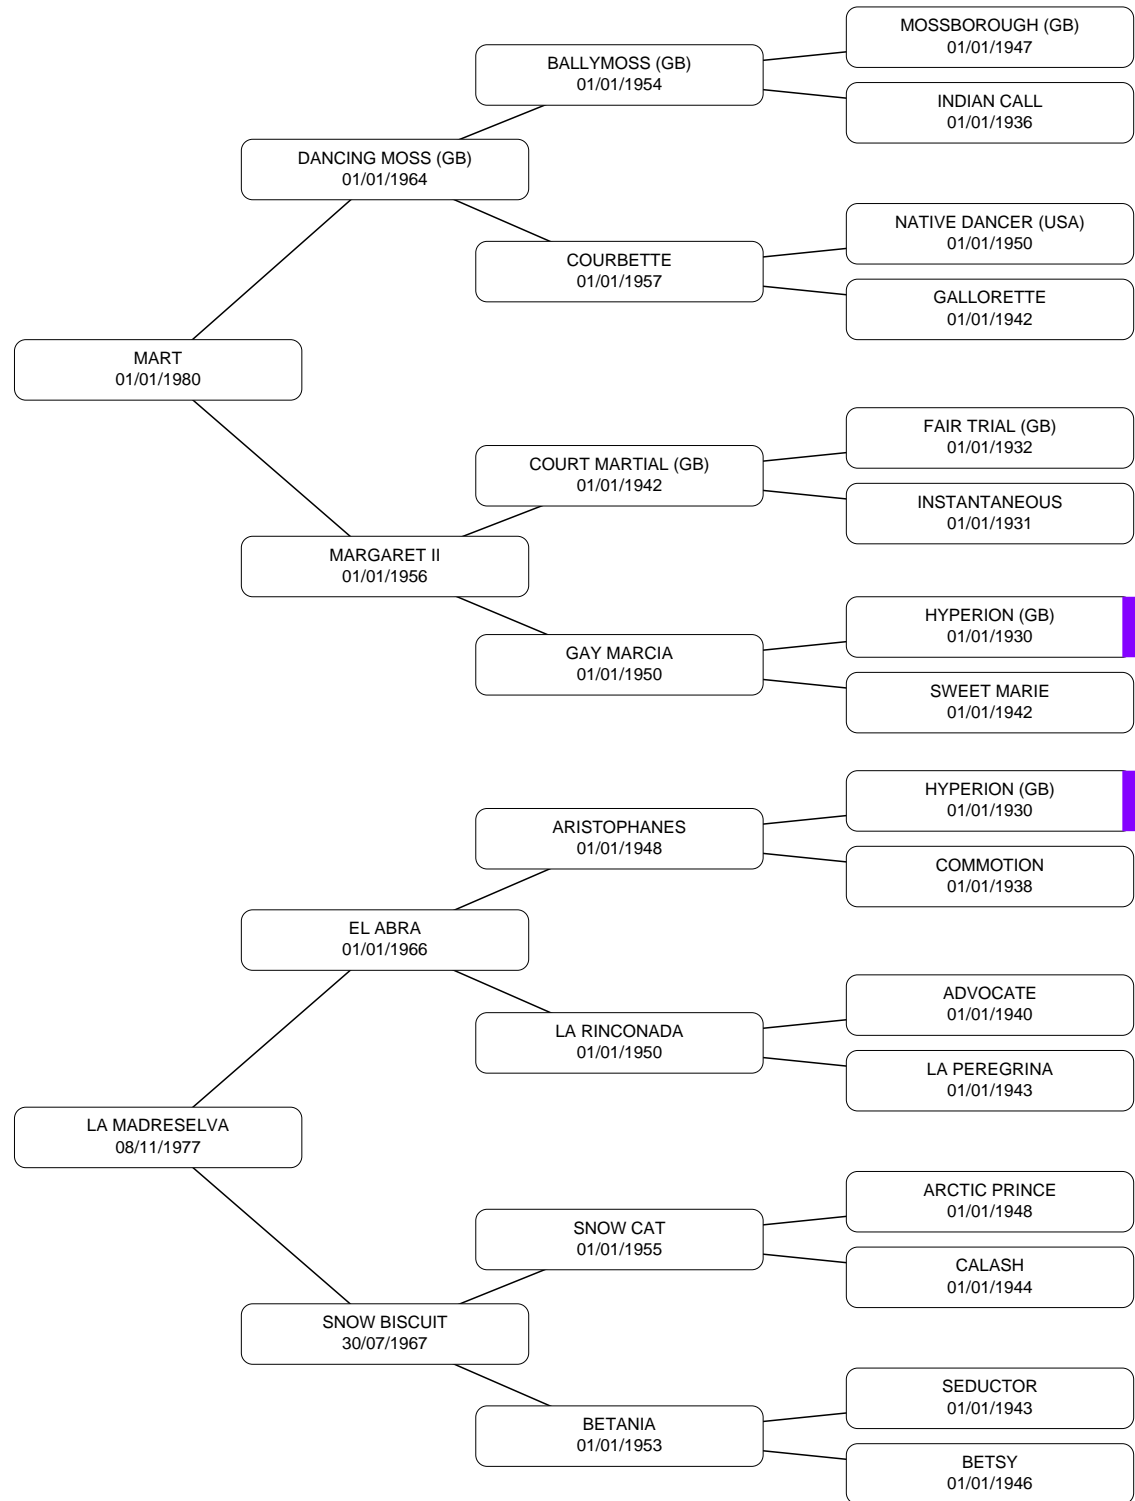 MOSSBOROUGH (GB)
01/01/1947
BALLYMOSS (GB)
01/01/1954
INDIAN CALL
01/01/1936
DANCING MOSS (GB)
01/01/1964
NATIVE DANCER (USA)
01/01/1950
COURBETTE
01/01/1957
GALLORETTE
01/01/1942
MART
01/01/1980
FAIR TRIAL (GB)
01/01/1932
COURT MARTIAL (GB)
01/01/1942
INSTANTANEOUS
01/01/1931
MARGARET II
01/01/1956
HYPERION (GB)
01/01/1930
GAY MARCIA
01/01/1950
SWEET MARIE
01/01/1942
HYPERION (GB)
01/01/1930
ARISTOPHANES
01/01/1948
COMMOTION
01/01/1938
EL ABRA
01/01/1966
ADVOCATE
01/01/1940
LA RINCONADA
01/01/1950
LA PEREGRINA
01/01/1943
LA MADRESELVA
08/11/1977
ARCTIC PRINCE
01/01/1948
SNOW CAT
01/01/1955
CALASH
01/01/1944
SNOW BISCUIT
30/07/1967
SEDUCTOR
01/01/1943
BETANIA
01/01/1953
BETSY
01/01/1946